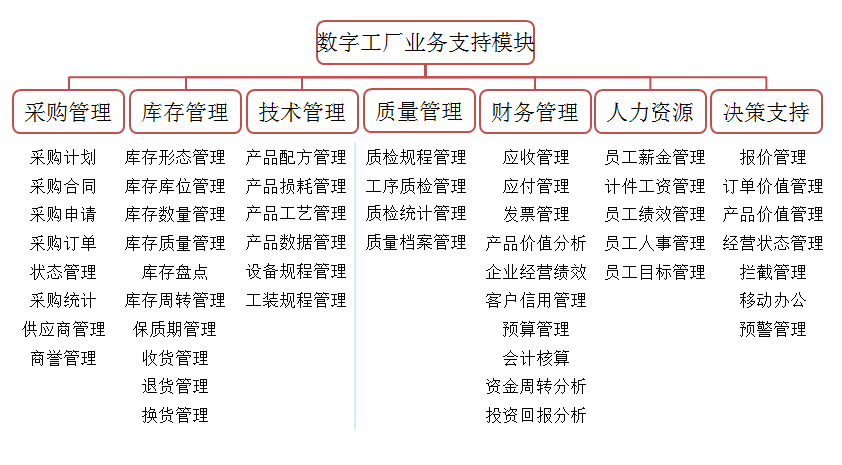 数字工厂业务支持模块
采购管理
库存管理
技术管理
质量管理
财务管理
人力资源
决策支持
采购计划
采购合同
采购申请
采购订单
状态管理
采购统计
供应商管理
商誉管理
库存形态管理
库存库位管理
库存数量管理
库存质量管理
库存盘点
库存周转管理
保质期管理
收货管理
退货管理
换货管理
产品配方管理
产品损耗管理
产品工艺管理
产品数据管理
设备规程管理
工装规程管理
质检规程管理
工序质检管理
质检统计管理
质量档案管理
应收管理
应付管理
发票管理
产品价值分析
企业经营绩效
客户信用管理
预算管理
会计核算
资金周转分析
投资回报分析
员工薪金管理
计件工资管理
员工绩效管理
员工人事管理
员工目标管理
报价管理
订单价值管理
产品价值管理
经营状态管理
拦截管理
移动办公
预警管理